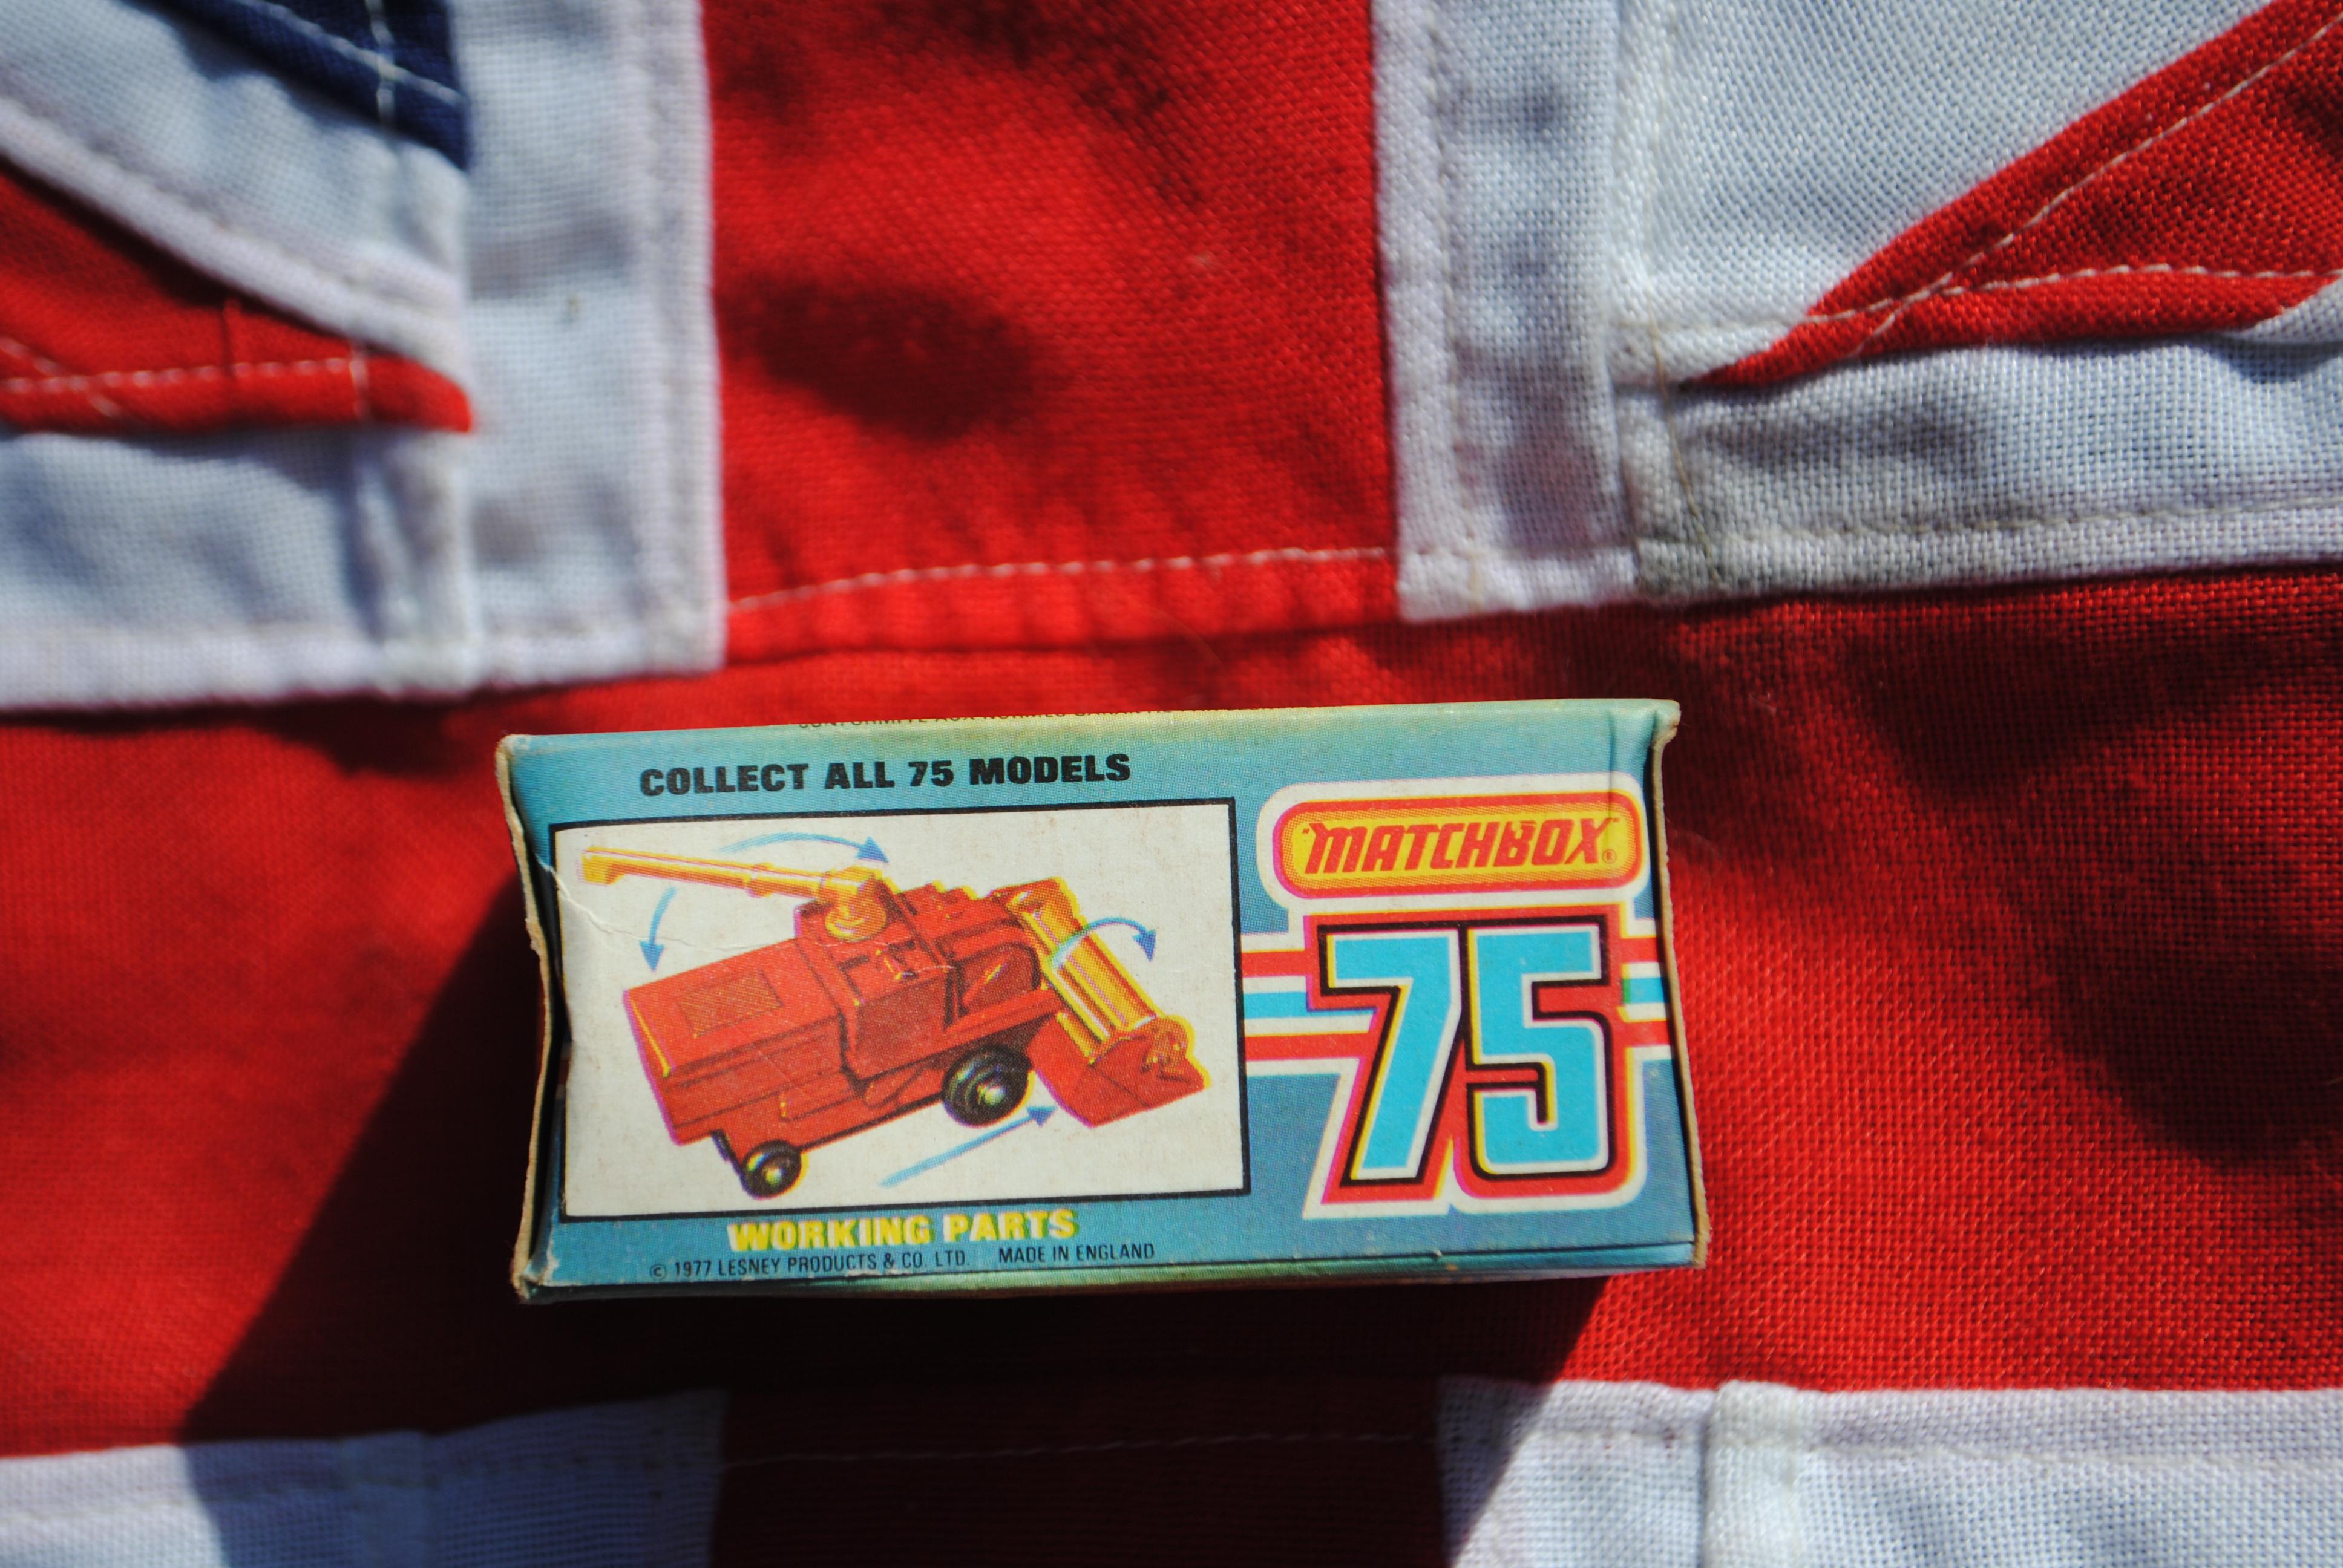 COLLECT ALL 75 MODELS
"MATCHBOX"®
75
WORKING PARTS
© 1977 LESNEY PRODUCTS & CO. LTD. MADE IN ENGLAND